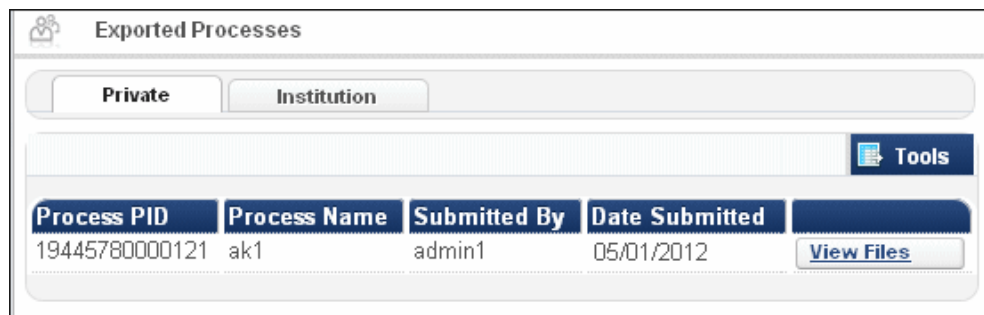 Exported Processes
Private Institution
Tools
Process PID Process Name Submitted By Date Submitted
19445780000121 ak1 admin1 05/01/2012 View Files